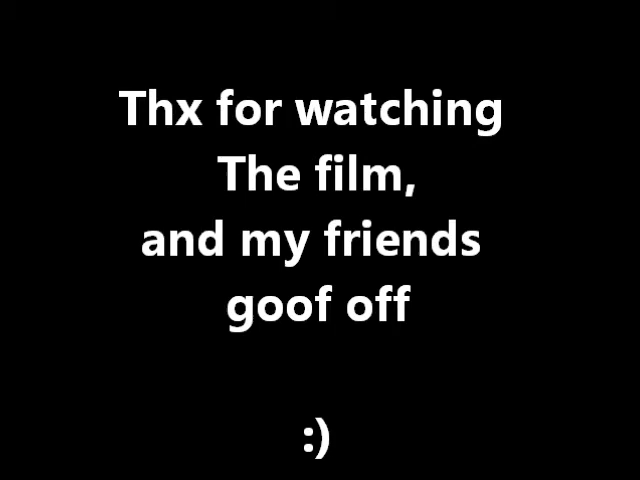 Thx for watching
The film,
and my friends
goof off
:)